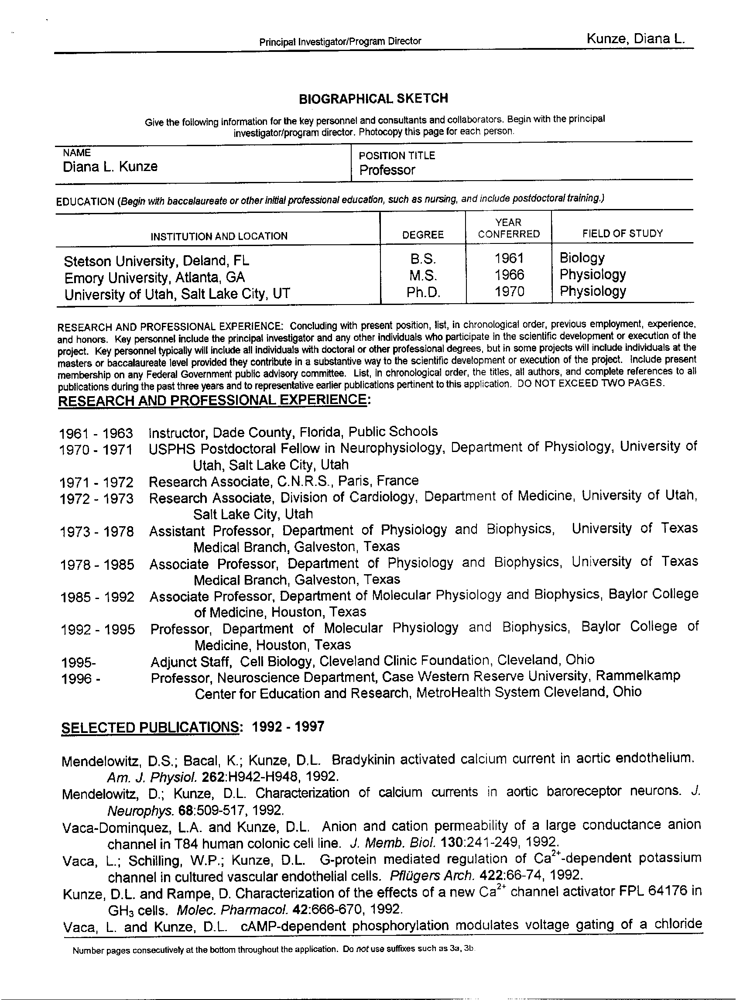 Principal Investigator/Program Director Kunze, Diana L.
BIOGRAPHICAL SKETCH
Give the following information for the key personnel and consultants and collaborators. Begin with the principal
investigator/program director. Photocopy this page for each person.
NAME
Diana L. Kunze
POSITION TITLE
Professor
EDUCATION (Begin with baccalaureate or other initial professional education, such as nursing, and include postdoctoral training.)
INSTITUTION AND LOCATION DEGREE YEAR CONFERRED FIELD OF STUDY
Stetson University, Deland, FL B.S. 1961 Biology
Emory University, Atlanta, GA M.S. 1966 Physiology
University of Utah, Salt Lake City, UT Ph.D. 1970 Physiology
RESEARCH AND PROFESSIONAL EXPERIENCE: Concluding with present position, list, in chronological order, previous employment, experience,
and honors. Key personnel include the principal investigator and any other individuals who participate in the scientific development or execution of the
project. Key personnel typically will include all individuals with doctoral or other professional degrees, but in some projects will include individuals at the
masters or baccalaureate level provided they contribute in a substantive way to the scientific development or execution of the project. Include present
membership on any Federal Government public advisory committee. List, in chronological order, the titles, all authors, and complete references to all
publications during the past three years and to representative earlier publications pertinent to this application. DO NOT EXCEED TWO PAGES.
RESEARCH AND PROFESSIONAL EXPERIENCE:
1961 - 1963 Instructor, Dade County, Florida, Public Schools
1970 - 1971 USPHS Postdoctoral Fellow in Neurophysiology, Department of Physiology, University of
Utah, Salt Lake City, Utah
1971 - 1972 Research Associate, C.N.R.S., Paris, France
1972 - 1973 Research Associate, Division of Cardiology, Department of Medicine, University of Utah,
Salt Lake City, Utah
1973 - 1978 Assistant Professor, Department of Physiology and Biophysics, University of Texas
Medical Branch, Galveston, Texas
1978 - 1985 Associate Professor, Department of Physiology and Biophysics, University of Texas
Medical Branch, Galveston, Texas
1985 - 1992 Associate Professor, Department of Molecular Physiology and Biophysics, Baylor College
of Medicine, Houston, Texas
1992 - 1995 Professor, Department of Molecular Physiology and Biophysics, Baylor College of
Medicine, Houston, Texas
1995- Adjunct Staff, Cell Biology, Cleveland Clinic Foundation, Cleveland, Ohio
1996 - Professor, Neuroscience Department, Case Western Reserve University, Rammelkamp
Center for Education and Research, MetroHealth System Cleveland, Ohio
SELECTED PUBLICATIONS: 1992 - 1997
Mendelowitz, D.S.; Bacal, K.; Kunze, D.L. Bradykinin activated calcium current in aortic endothelium.
Am. J. Physiol. 262:H942-H948, 1992.
Mendelowitz, D.; Kunze, D.L. Characterization of calcium currents in aortic baroreceptor neurons. J.
Neurophys. 68:509-517, 1992.
Vaca-Dominquez, L.A. and Kunze, D.L. Anion and cation permeability of a large conductance anion
channel in T84 human colonic cell line. J. Memb. Biol. 130:241-249, 1992.
Vaca, L.; Schilling, W.P.; Kunze, D.L. G-protein mediated regulation of Ca²⁺-dependent potassium
channel in cultured vascular endothelial cells. Pflügers Arch. 422:66-74, 1992.
Kunze, D.L. and Rampe, D. Characterization of the effects of a new Ca²⁺ channel activator FPL 64176 in
GH₃ cells. Molec. Pharmacol. 42:666-670, 1992.
Vaca, L. and Kunze, D.L. cAMP-dependent phosphorylation modulates voltage gating of a chloride
Number pages consecutively at the bottom throughout the application. Do not use suffixes such as 3a, 3b.